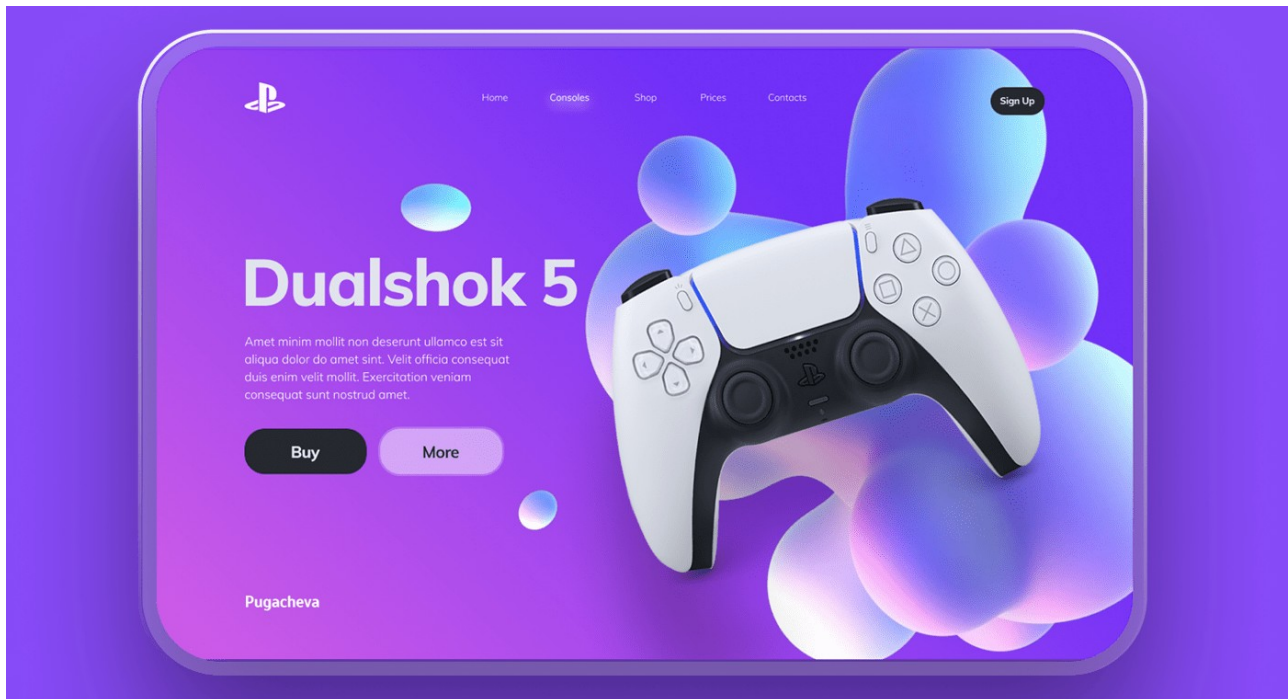 Home Consoles Shop Prices Contacts Sign Up
Dualshok 5
Amet minim mollit non deserunt ullamco est sit
aliqua dolor do amet sint. Velit officia consequat
duis enim velit mollit. Exercitation veniam
consequat sunt nostrud amet.
Buy More
Pugacheva